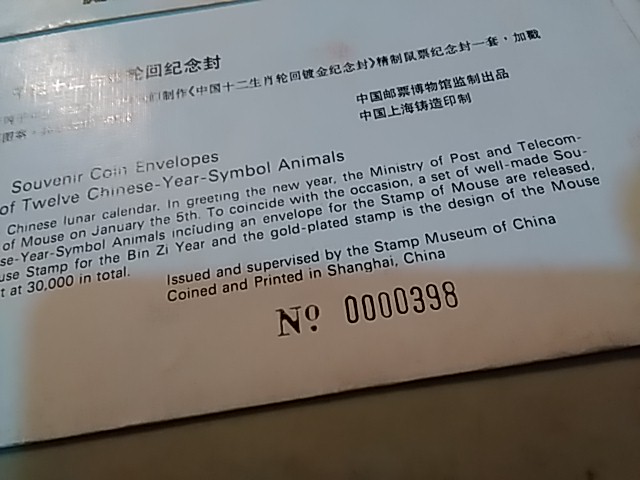 轮回纪念封
制作《中国十二生肖轮回镀金纪念封》精制鼠票纪念封一套，加戳
图案，
中国邮票博物馆监制出品
中国上海铸造印制
Souvenir Coin Envelopes
of Twelve Chinese-Year-Symbol Animals
Chinese lunar calendar. In greeting the new year, the Ministry of Post and Telecom-
of Mouse on January the 5th. To coincide with the occasion, a set of well-made Sou-
se-Year-Symbol Animals including an envelope for the Stamp of Mouse are released,
use Stamp for the Bin Zi Year and the gold-plated stamp is the design of the Mouse
t at 30,000 in total.
Issued and supervised by the Stamp Museum of China
Coined and Printed in Shanghai, China
No. 0000398